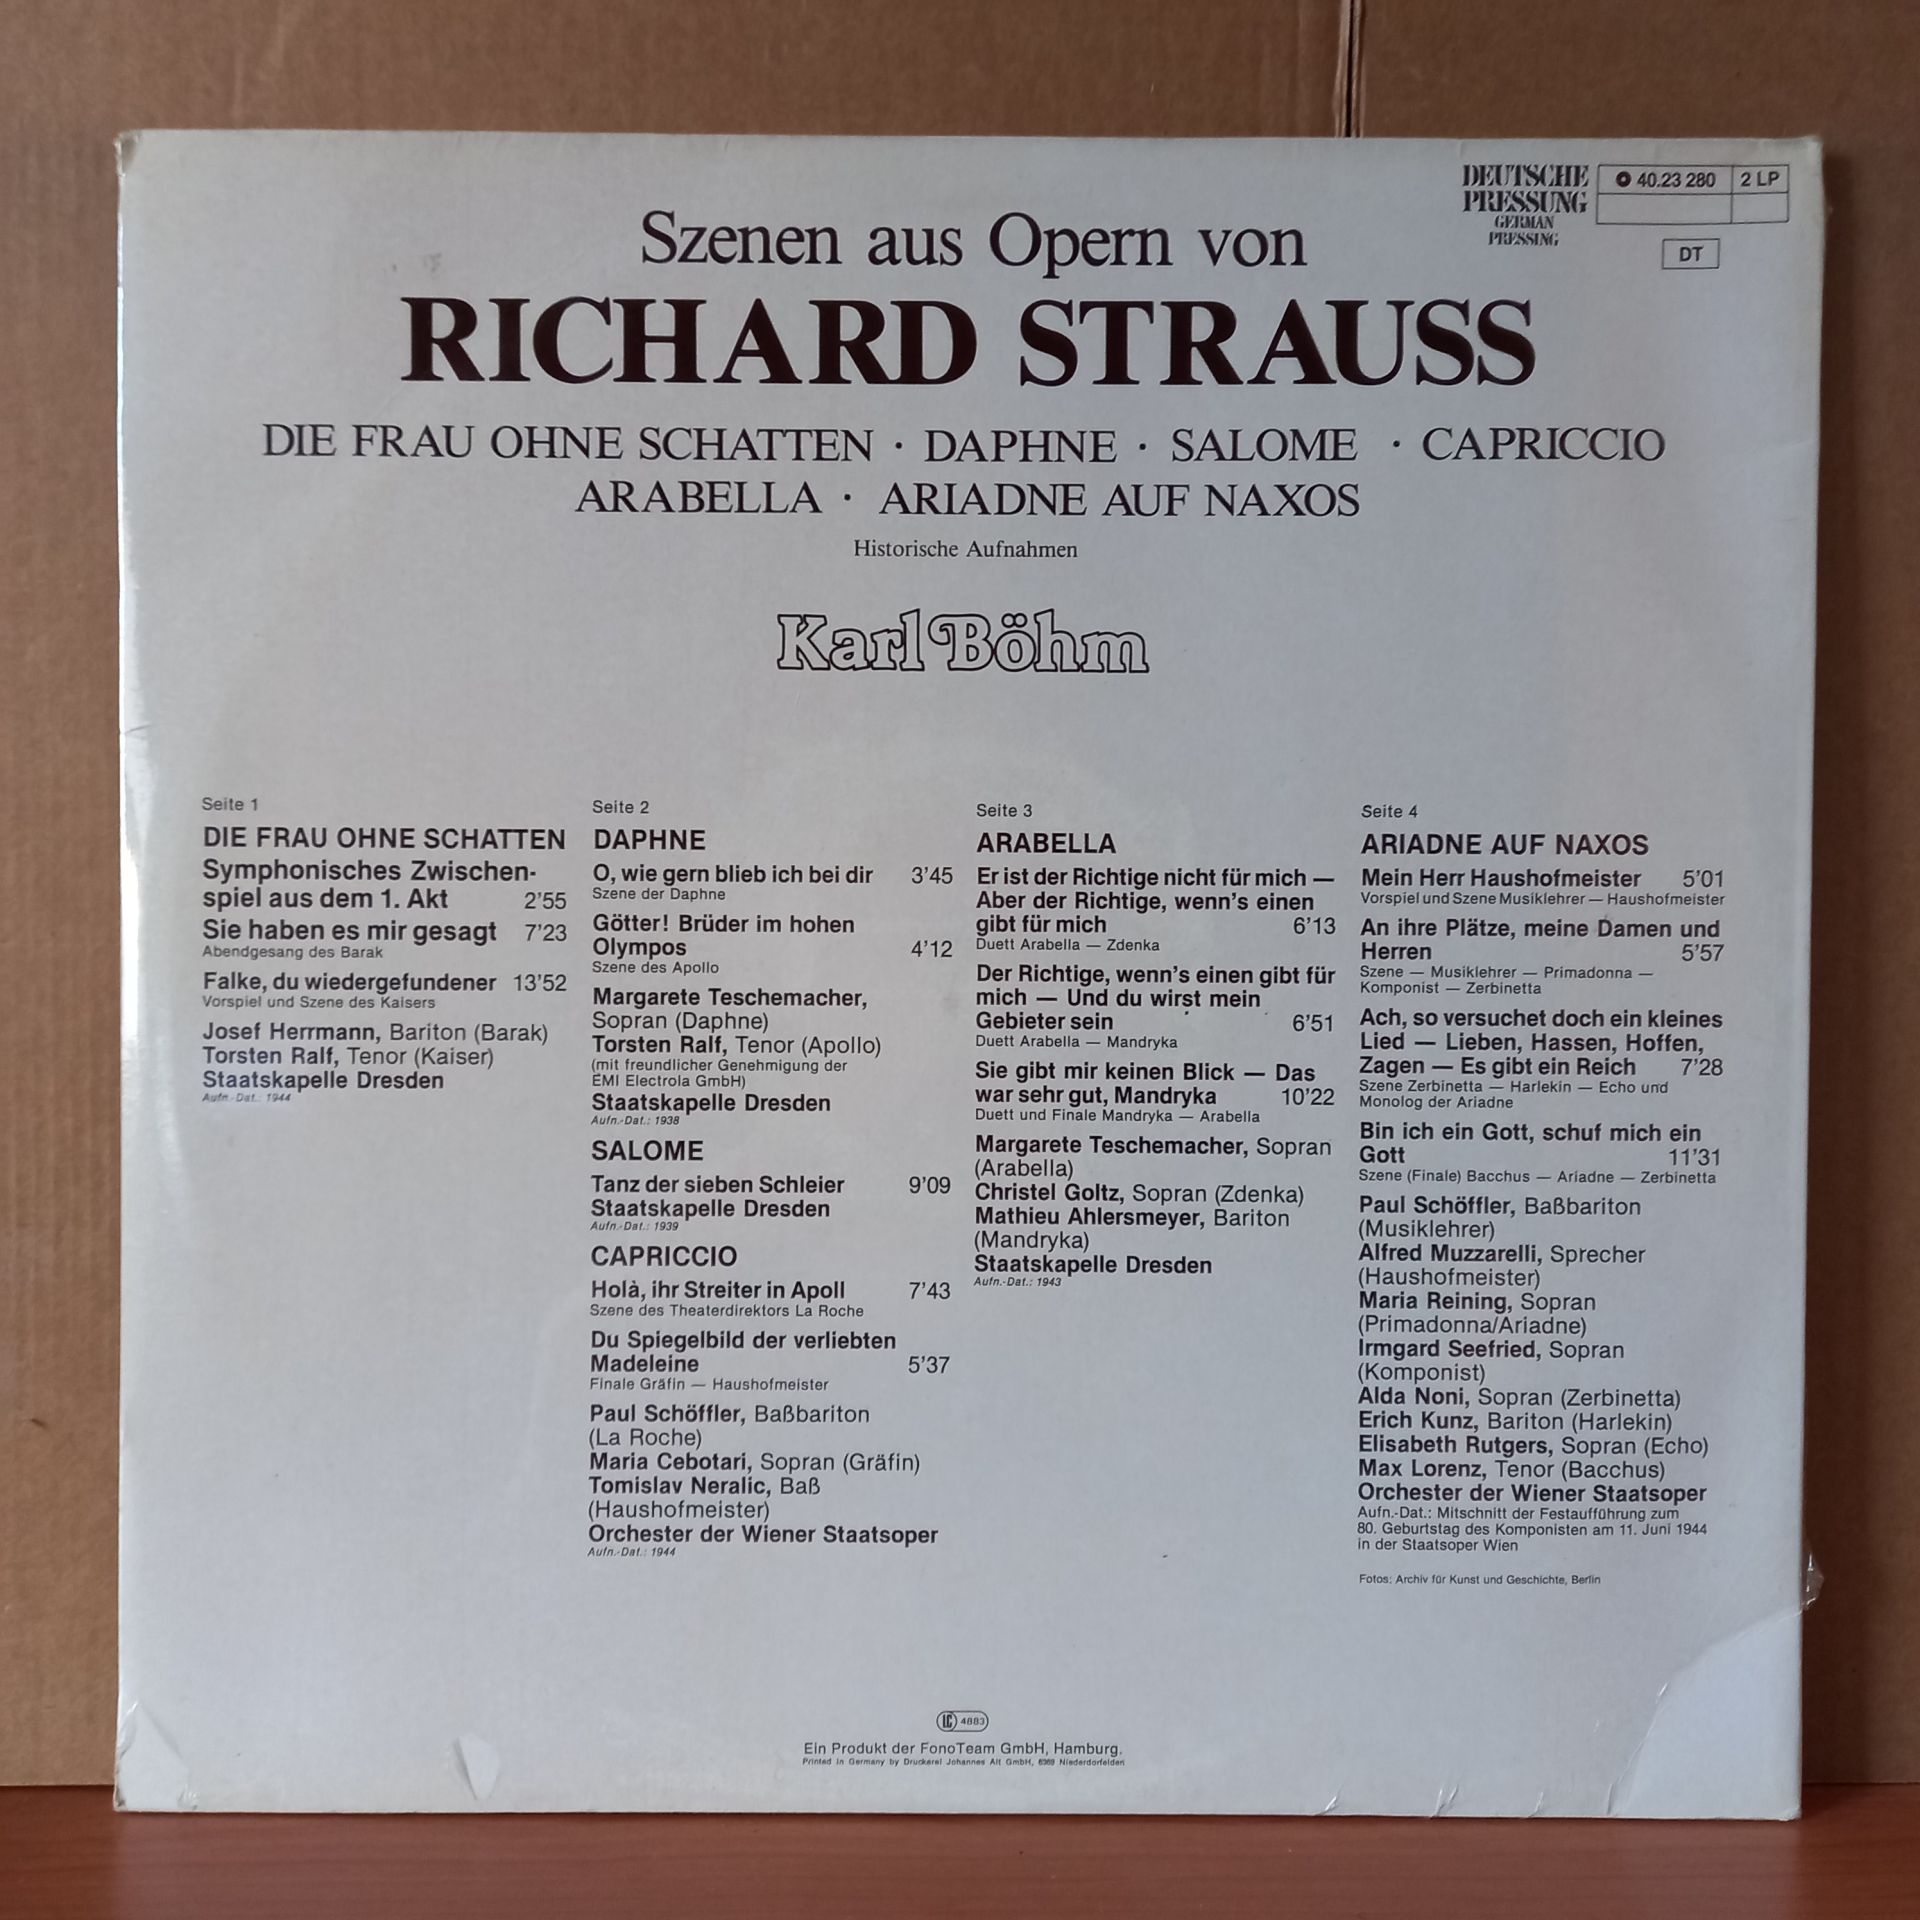 DEUTSCHE
PRESSUNG
GERMAN
PRESSING
40.23 280 2 LP
DT
Szenen aus Opern von
RICHARD STRAUSS
DIE FRAU OHNE SCHATTEN · DAPHNE · SALOME · CAPRICCIO
ARABELLA · ARIADNE AUF NAXOS
Historische Aufnahmen
Karl Böhm
Seite 1
DIE FRAU OHNE SCHATTEN
Symphonisches Zwischen-
spiel aus dem 1. Akt 2'55
Sie haben es mir gesagt 7'23
Abendgesang des Barak
Falke, du wiedergefundener 13'52
Vorspiel und Szene des Kaisers
Josef Herrmann, Bariton (Barak)
Torsten Ralf, Tenor (Kaiser)
Staatskapelle Dresden
Aufn.-Dat.: 1944
Seite 2
DAPHNE
O, wie gern blieb ich bei dir 3'45
Szene der Daphne
Götter! Brüder im hohen
Olympos 4'12
Szene des Apollo
Margarete Teschemacher,
Sopran (Daphne)
Torsten Ralf, Tenor (Apollo)
(mit freundlicher Genehmigung der
EMI Electrola GmbH)
Staatskapelle Dresden
Aufn.-Dat.: 1938
SALOME
Tanz der sieben Schleier 9'09
Staatskapelle Dresden
Aufn.-Dat.: 1939
CAPRICCIO
Holà, ihr Streiter in Apoll 7'43
Szene des Theaterdirektors La Roche
Du Spiegelbild der verliebten
Madeleine 5'37
Finale Gräfin — Haushofmeister
Paul Schöffler, Baßbariton
(La Roche)
Maria Cebotari, Sopran (Gräfin)
Tomislav Neralic, Baß
(Haushofmeister)
Orchester der Wiener Staatsoper
Aufn.-Dat.: 1944
Seite 3
ARABELLA
Er ist der Richtige nicht für mich —
Aber der Richtige, wenn's einen
gibt für mich 6'13
Duett Arabella — Zdenka
Der Richtige, wenn's einen gibt für
mich — Und du wirst mein
Gebieter sein 6'51
Duett Arabella — Mandryka
Sie gibt mir keinen Blick — Das
war sehr gut, Mandryka 10'22
Duett und Finale Mandryka — Arabella
Margarete Teschemacher, Sopran
(Arabella)
Christel Goltz, Sopran (Zdenka)
Mathieu Ahlersmeyer, Bariton
(Mandryka)
Staatskapelle Dresden
Aufn.-Dat.: 1943
Seite 4
ARIADNE AUF NAXOS
Mein Herr Haushofmeister 5'01
Vorspiel und Szene Musiklehrer — Haushofmeister
An ihre Plätze, meine Damen und
Herren 5'57
Szene — Musiklehrer — Primadonna —
Komponist — Zerbinetta
Ach, so versuchet doch ein kleines
Lied — Lieben, Hassen, Hoffen,
Zagen — Es gibt ein Reich 7'28
Szene Zerbinetta — Harlekin — Echo und
Monolog der Ariadne
Bin ich ein Gott, schuf mich ein
Gott 11'31
Szene (Finale) Bacchus — Ariadne — Zerbinetta
Paul Schöffler, Baßbariton
(Musiklehrer)
Alfred Muzzarelli, Sprecher
(Haushofmeister)
Maria Reining, Sopran
(Primadonna/Ariadne)
Irmgard Seefried, Sopran
(Komponist)
Alda Noni, Sopran (Zerbinetta)
Erich Kunz, Bariton (Harlekin)
Elisabeth Rutgers, Sopran (Echo)
Max Lorenz, Tenor (Bacchus)
Orchester der Wiener Staatsoper
Aufn.-Dat.: Mitschnitt der Festaufführung zum
80. Geburtstag des Komponisten am 11. Juni 1944
in der Staatsoper Wien
Fotos: Archiv für Kunst und Geschichte, Berlin
LC 4883
Ein Produkt der FonoTeam GmbH, Hamburg.
Printed in Germany by Druckerei Johannes Alt GmbH, 6369 Niederdorfelden